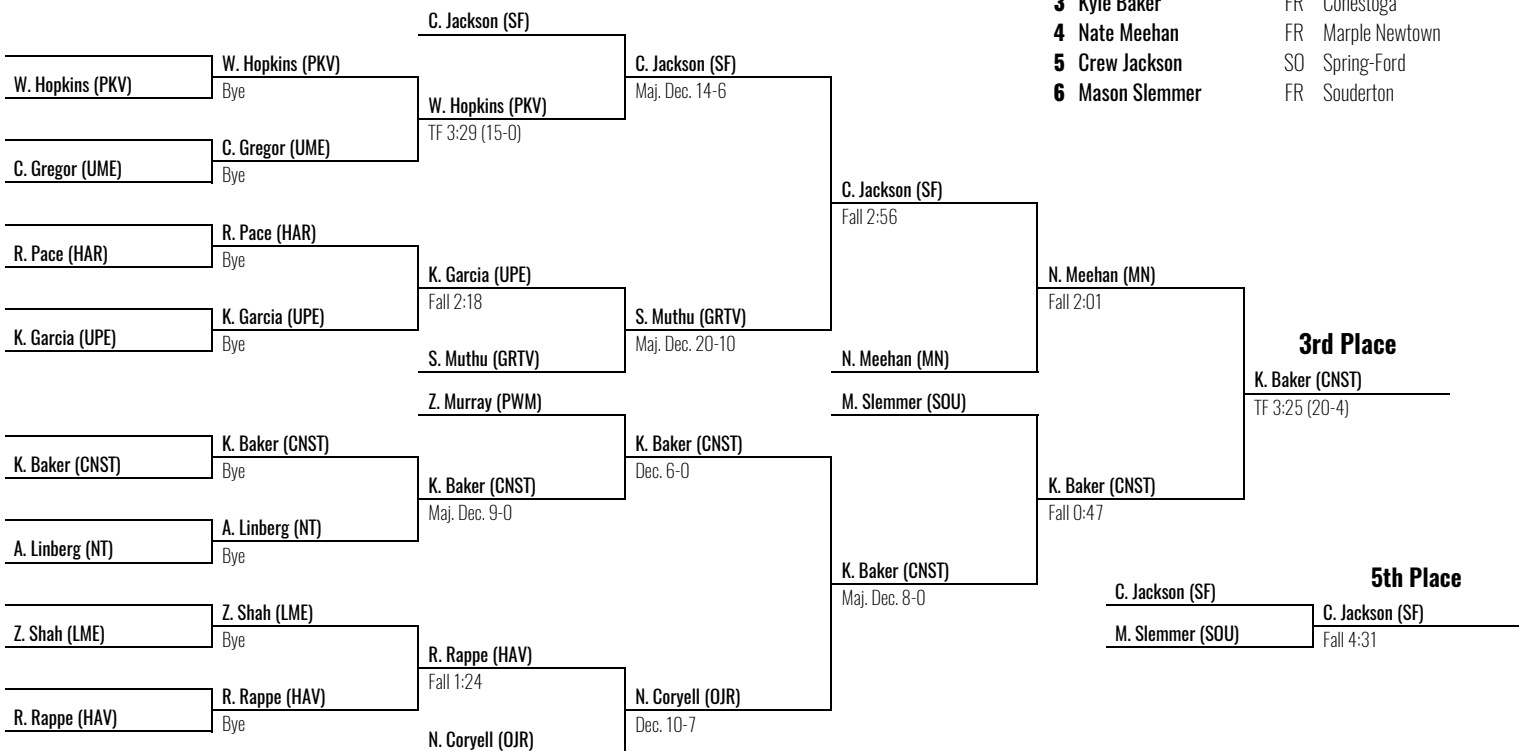 3 Kyle Baker FR Conestoga
4 Nate Meehan FR Marple Newtown
5 Crew Jackson SO Spring-Ford
6 Mason Slemmer FR Souderton
W. Hopkins (PKV)
C. Gregor (UME)
R. Pace (HAR)
K. Garcia (UPE)
K. Baker (CNST)
A. Linberg (NT)
Z. Shah (LME)
R. Rappe (HAV)
W. Hopkins (PKV)
Bye
C. Gregor (UME)
Bye
R. Pace (HAR)
Bye
K. Garcia (UPE)
Bye
K. Baker (CNST)
Bye
A. Linberg (NT)
Bye
Z. Shah (LME)
Bye
R. Rappe (HAV)
Bye
C. Jackson (SF)
W. Hopkins (PKV)
TF 3:29 (15-0)
K. Garcia (UPE)
Fall 2:18
S. Muthu (GRTV)
Z. Murray (PWM)
K. Baker (CNST)
Maj. Dec. 9-0
R. Rappe (HAV)
Fall 1:24
N. Coryell (OJR)
C. Jackson (SF)
Maj. Dec. 14-6
S. Muthu (GRTV)
Maj. Dec. 20-10
K. Baker (CNST)
Dec. 6-0
N. Coryell (OJR)
Dec. 10-7
C. Jackson (SF)
Fall 2:56
N. Meehan (MN)
M. Slemmer (SOU)
K. Baker (CNST)
Maj. Dec. 8-0
N. Meehan (MN)
Fall 2:01
K. Baker (CNST)
Fall 0:47
3rd Place
K. Baker (CNST)
TF 3:25 (20-4)
5th Place
C. Jackson (SF)
M. Slemmer (SOU)
C. Jackson (SF)
Fall 4:31